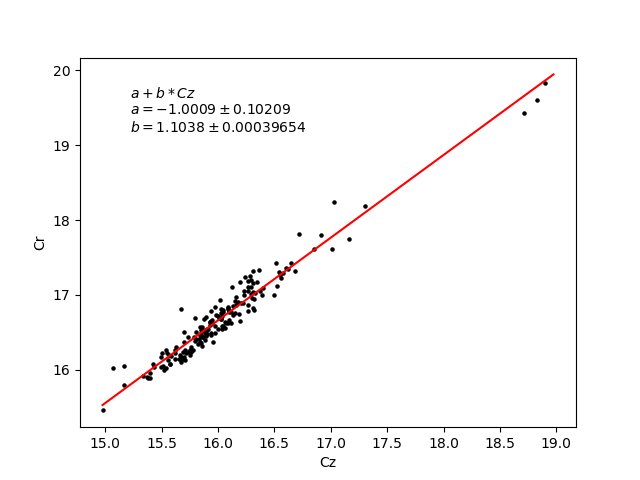 20
a + b * Cz
a = −1.0009 ± 0.10209
b = 1.1038 ± 0.00039654
19
18
Cr
17
16
15.0 15.5 16.0 16.5 17.0 17.5 18.0 18.5 19.0
Cz